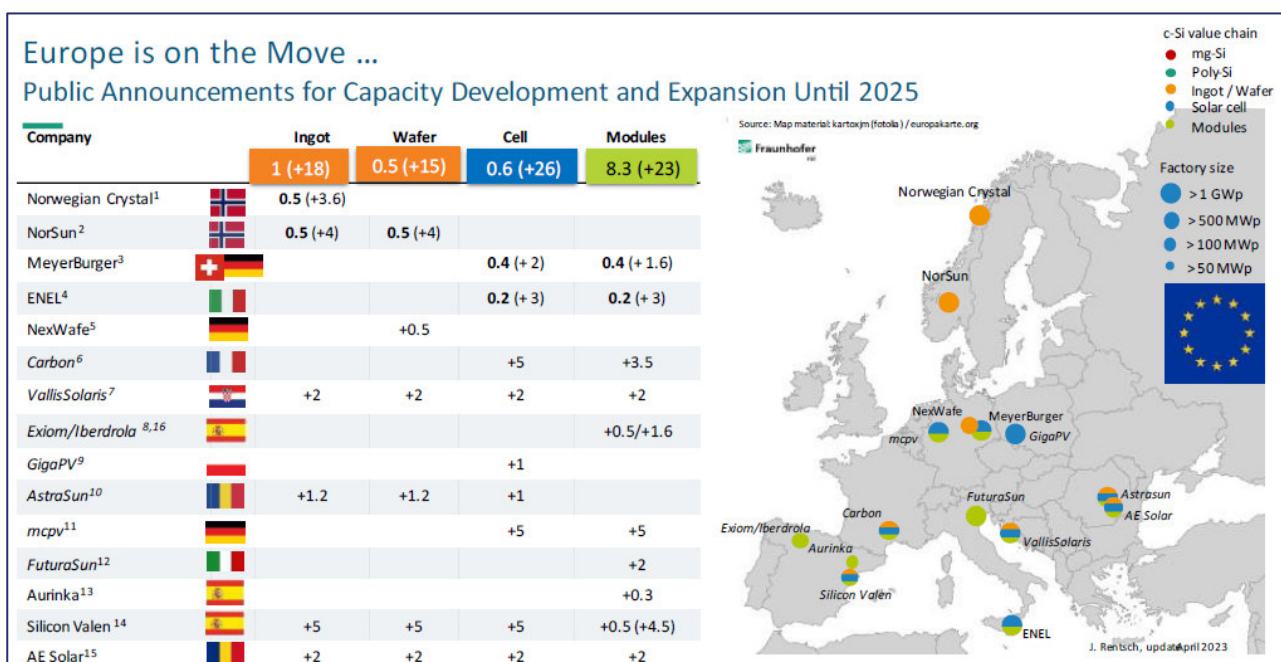 Europe is on the Move ...
Public Announcements for Capacity Development and Expansion Until 2025
Company Ingot Wafer Cell Modules
1 (+18) 0.5 (+15) 0.6 (+26) 8.3 (+23)
Norwegian Crystal¹ 0.5 (+3.6)
NorSun² 0.5 (+4) 0.5 (+4)
MeyerBurger³ 0.4 (+ 2) 0.4 (+ 1.6)
ENEL⁴ 0.2 (+ 3) 0.2 (+ 3)
NexWafe⁵ +0.5
Carbon⁶ +5 +3.5
VallisSolaris⁷ +2 +2 +2 +2
Exiom/Iberdrola ⁸,¹⁶ +0.5/+1.6
GigaPV⁹ +1
AstraSun¹⁰ +1.2 +1.2 +1
mcpv¹¹ +5 +5
FuturaSun¹² +2
Aurinka¹³ +0.3
Silicon Valen ¹⁴ +5 +5 +5 +0.5 (+4.5)
AE Solar¹⁵ +2 +2 +2 +2
c-Si value chain
mg-Si
Poly-Si
Ingot / Wafer
Solar cell
Modules
Source: Map material: kartoxjm (fotolia) / europakarte.org
Fraunhofer
Factory size
>1 GWp
>500 MWp
>100 MWp
>50 MWp
Norwegian Crystal
NorSun
NexWafe
MeyerBurger
mcpv
GigaPV
FuturaSun
Astrasun
AE Solar
Carbon
Exiom/Iberdrola
Aurinka
VallisSolaris
Silicon Valen
ENEL
J. Rentsch, update April 2023